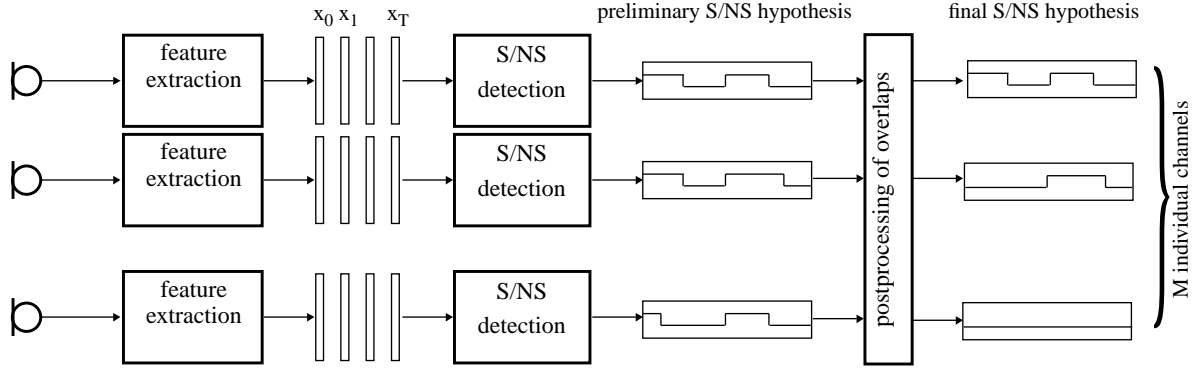 x0 x1 xT
preliminary S/NS hypothesis
final S/NS hypothesis
feature
extraction
S/NS
detection
feature
extraction
S/NS
detection
feature
extraction
S/NS
detection
postprocessing of overlaps
M individual channels